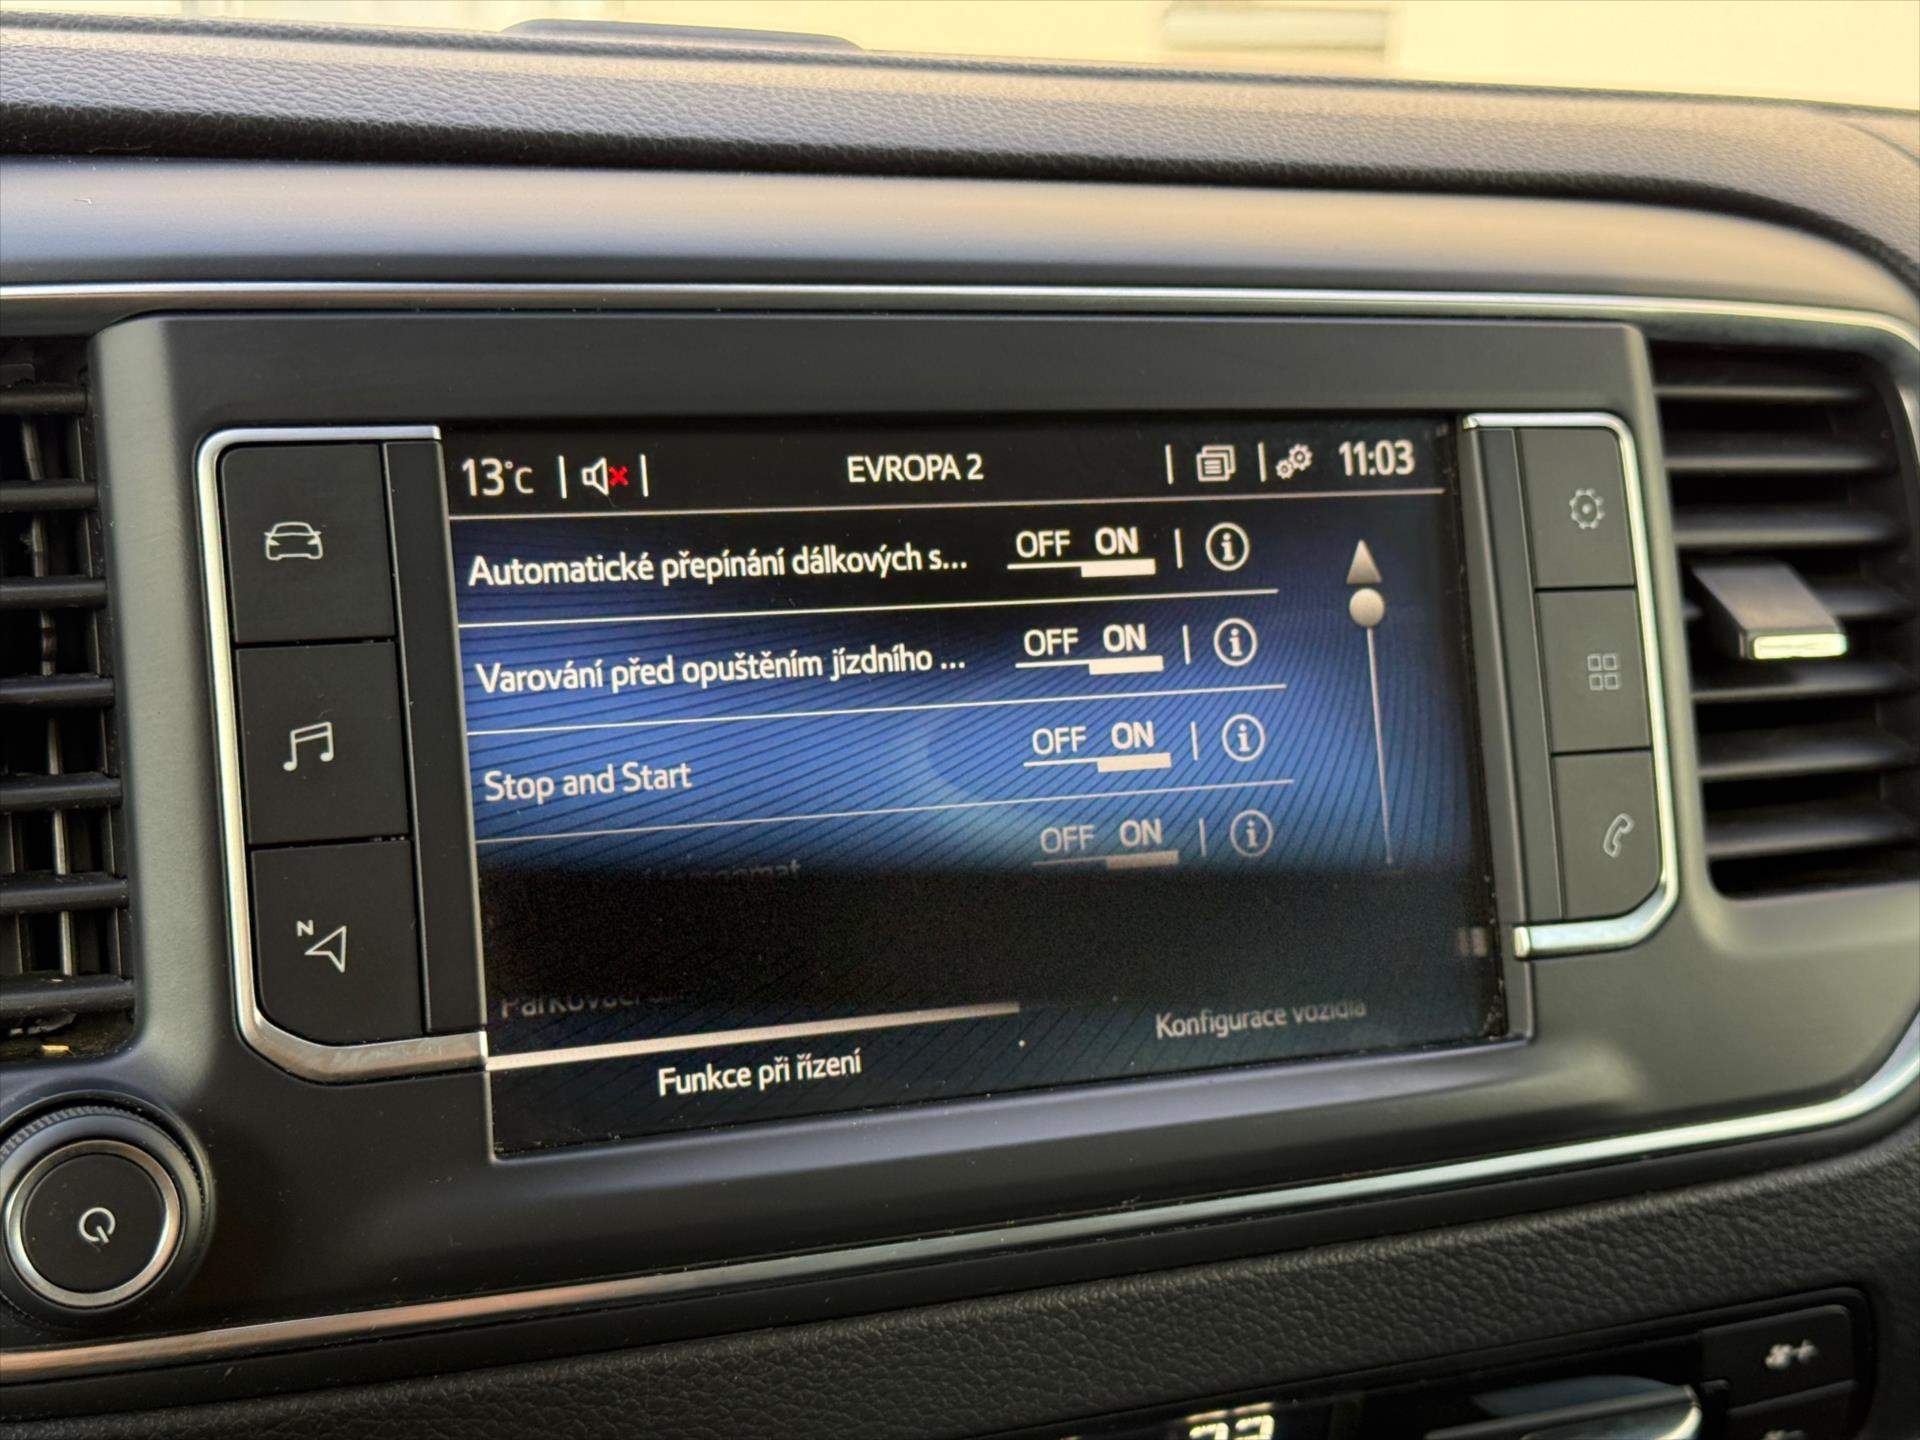 13°C
EVROPA 2
11:03
Automatické přepínání dálkových s...
OFF ON
Varování před opuštěním jízdního ...
OFF ON
Stop and Start
OFF ON
OFF ON
Funkce při řízení
Konfigurace vozidla
N